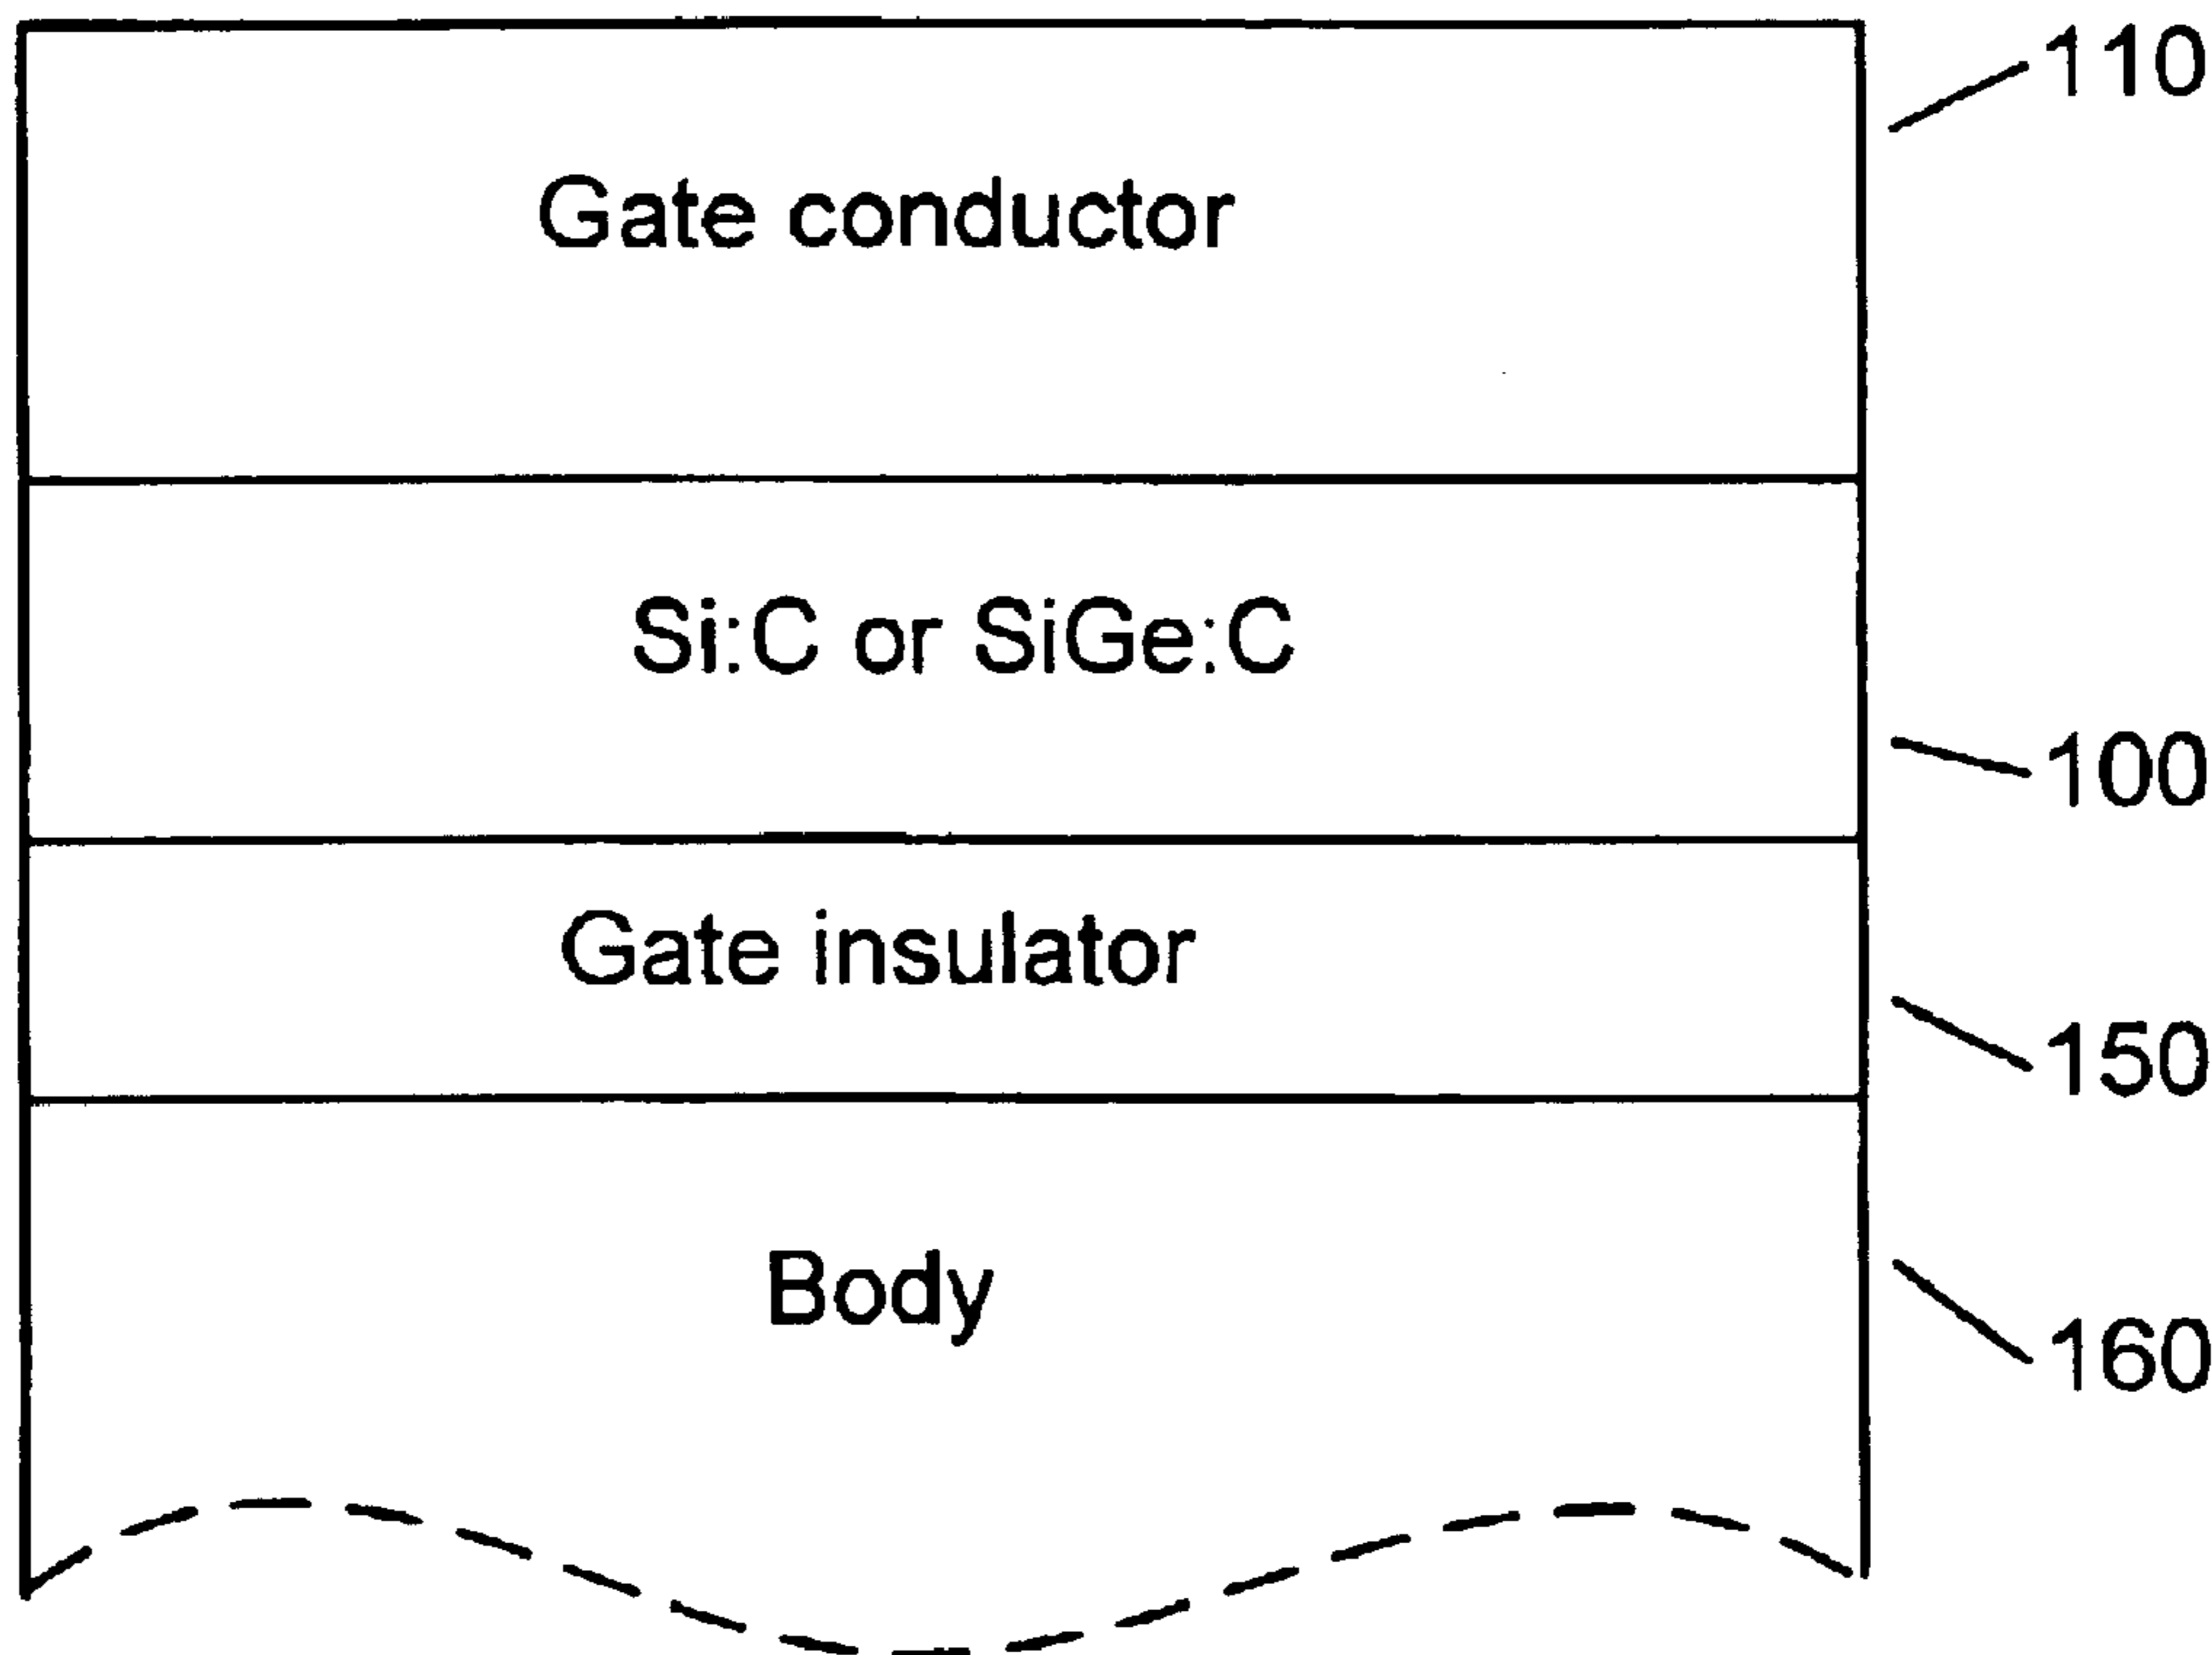 110
Gate conductor
Si:C or SiGe:C
100
Gate insulator
150
Body
160